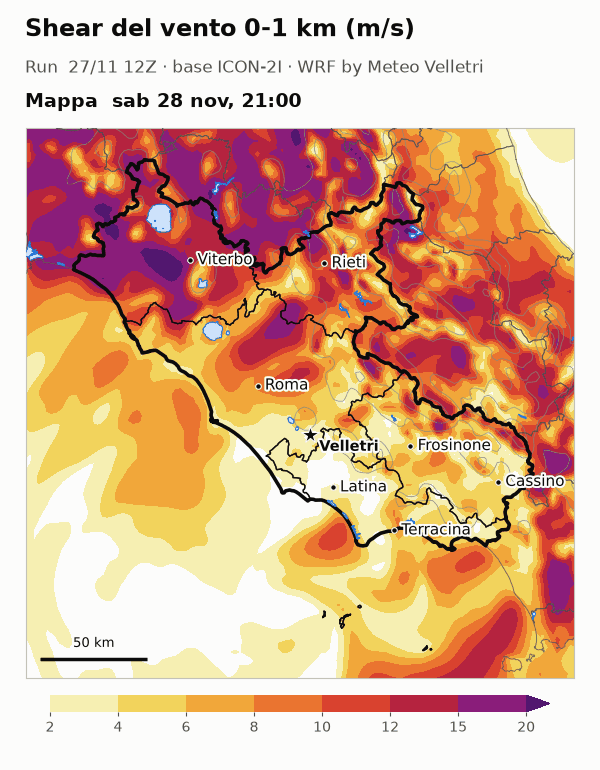 Shear del vento 0-1 km (m/s)
Run  27/11 12Z · base ICON-2I · WRF by Meteo Velletri
Mappa  sab 28 nov, 21:00
Viterbo
Rieti
Roma
Velletri
Frosinone
Latina
Cassino
Terracina
50 km
2 4 6 8 10 12 15 20